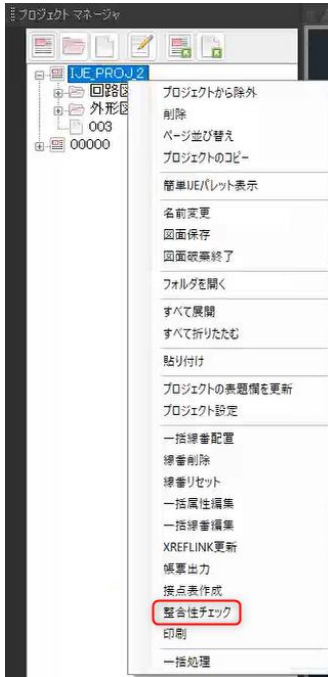 プロジェクト マネージャ
IJE_PROJ_2
回路図
外形図
003
00000
プロジェクトから除外
削除
ページ並び替え
プロジェクトのコピー
簡単UEパレット表示
名前変更
図面保存
図面破棄終了
フォルダを開く
すべて展開
すべて折りたたむ
貼り付け
プロジェクトの表題欄を更新
プロジェクト設定
一括線番配置
線番削除
線番リセット
一括属性編集
一括線番編集
XREFLINK更新
帳票出力
接点表作成
整合性チェック
印刷
一括処理